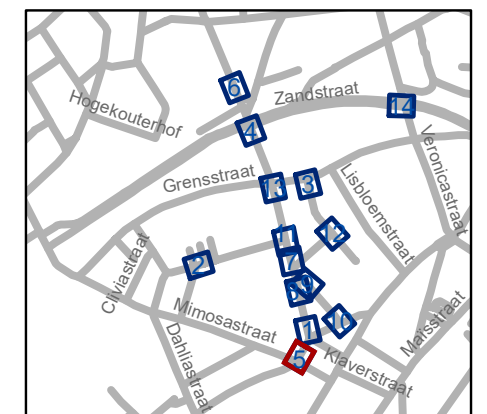 6
Zandstraat
14
Hogekouterhof
4
Veronicastraat
Grensstraat
13
3
Lisbloemstraat
12
7
2
Cliviastraat
9
10
1
Mimosastraat
Maisstraat
5
Klaverstraat
Dahliastraat